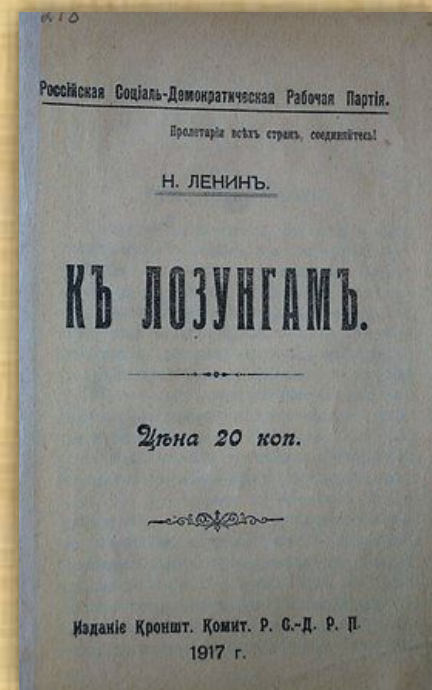 Россійская Соціаль-Демократическая Рабочая Партія.
Пролетаріи всѣхъ странъ, соединяйтесь!
Н. ЛЕНИНЪ.
КЪ ЛОЗУНГАМЪ.
Цѣна 20 коп.
Изданіе Кроншт. Комит. Р. С.-Д. Р. П.
1917 г.